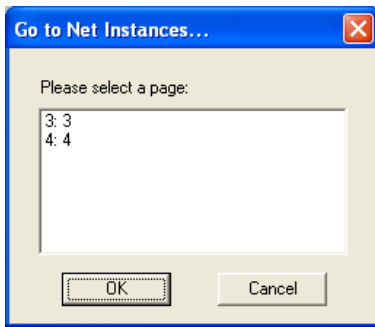 Go to Net Instances...
Please select a page:
3: 3
4: 4
OK Cancel